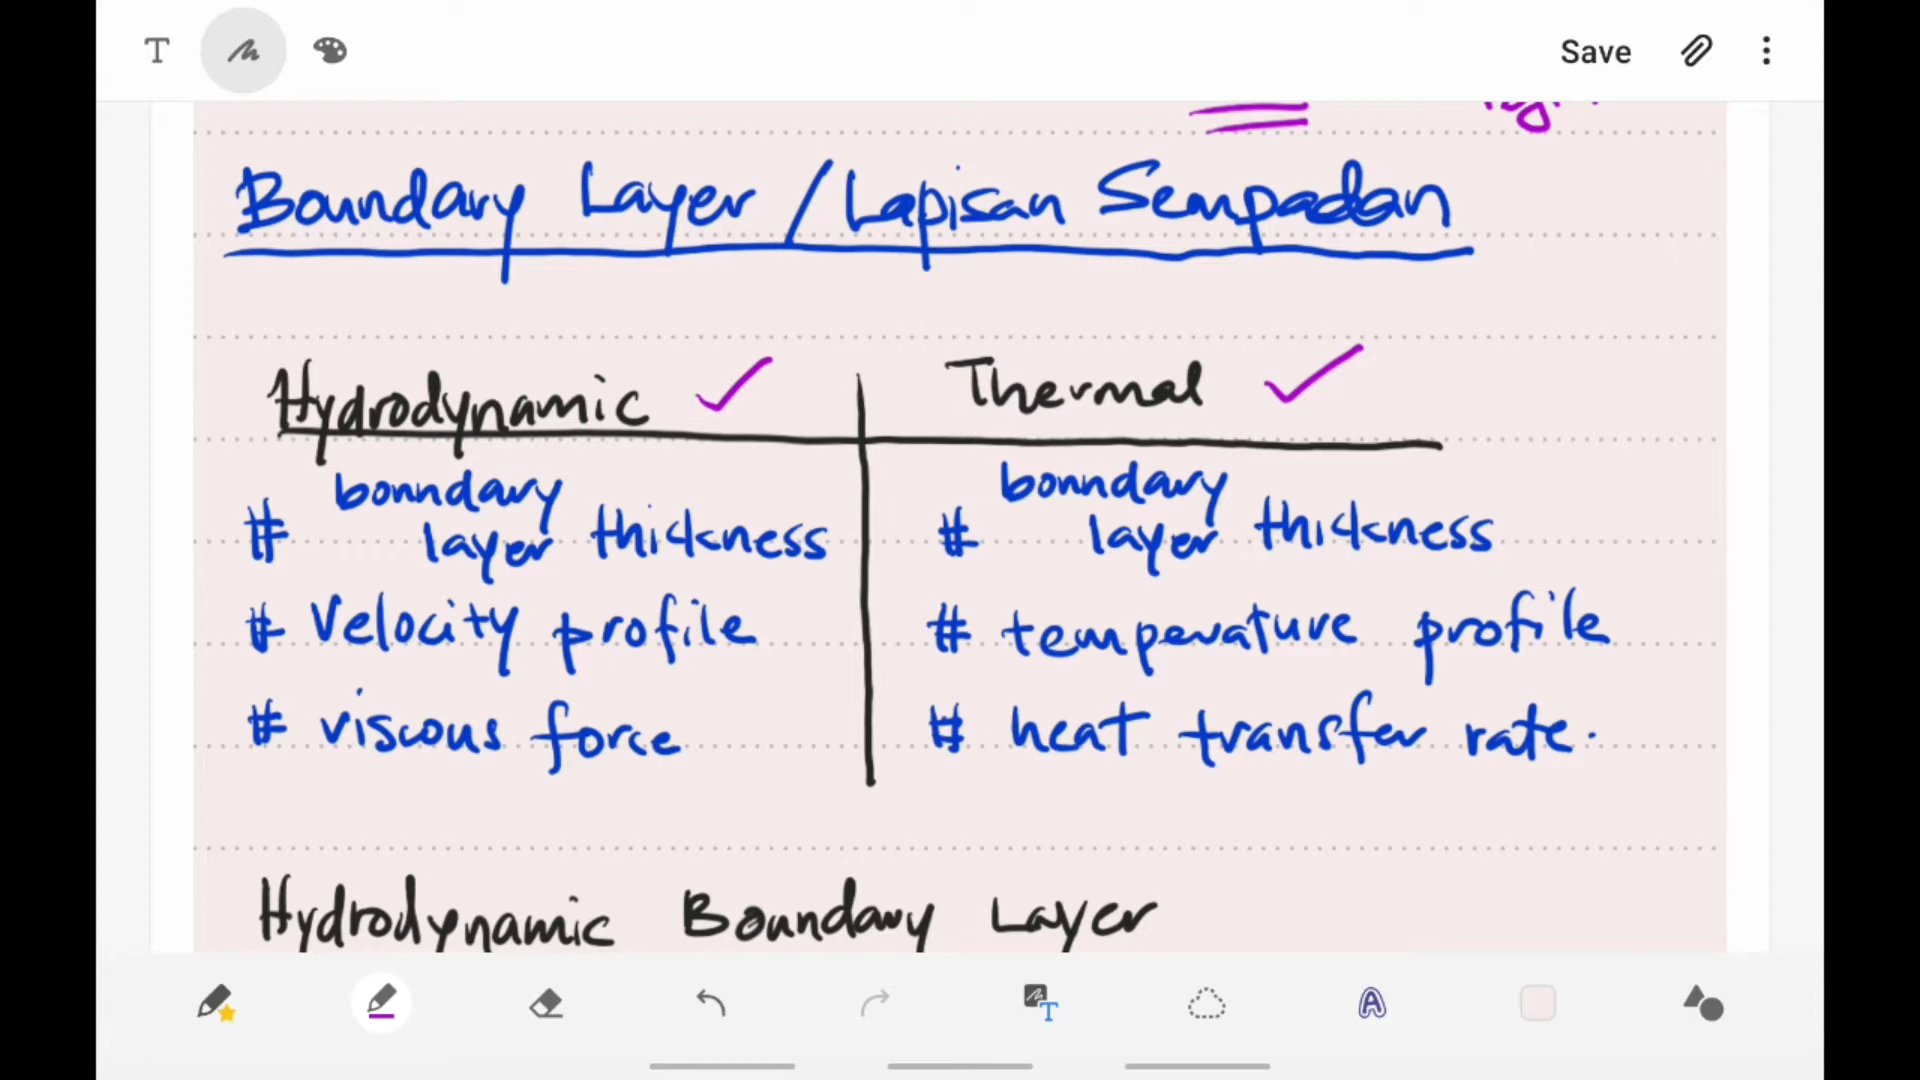 T
Save
Boundary Layer / Lapisan Sempadan
Hydrodynamic ✓ Thermal ✓
# boundary layer thickness # boundary layer thickness
# Velocity profile # temperature profile
# viscous force # heat transfer rate.
Hydrodynamic Boundary Layer